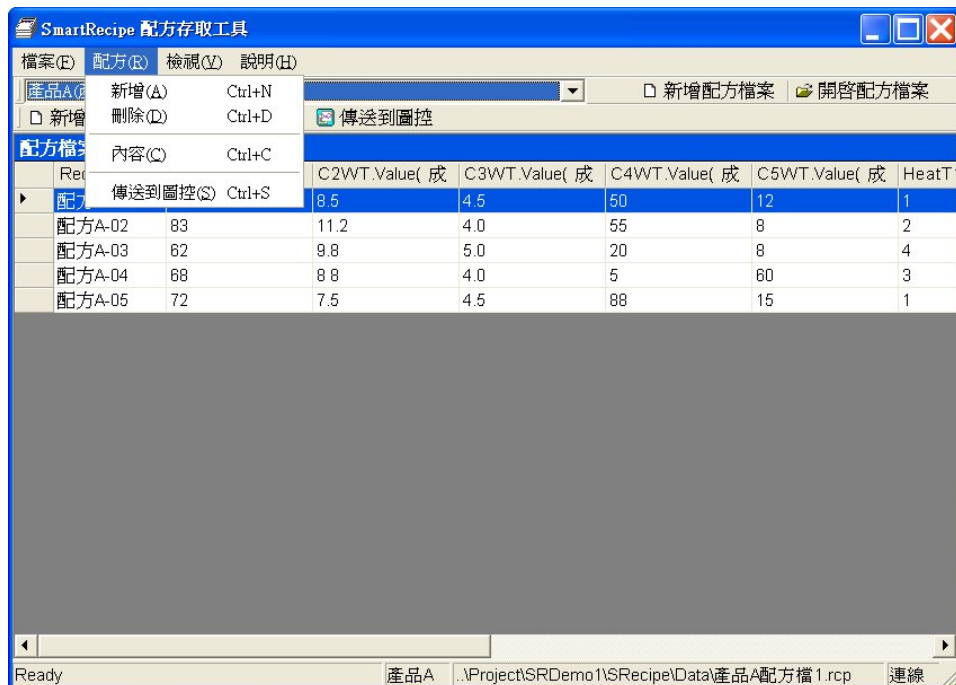 SmartRecipe 配方存取工具
檔案(F) 配方(R) 檢視(V) 說明(H)
產品A(產 新增配方檔案 開啓配方檔案
新增(A) Ctrl+N
刪除(D) Ctrl+D
內容(C) Ctrl+C
傳送到圖控(S) Ctrl+S
新增 傳送到圖控
配方檔案
Rec C2WT.Value( 成 C3WT.Value( 成 C4WT.Value( 成 C5WT.Value( 成 HeatT1
配方 8.5 4.5 50 12 1
配方A-02 83 11.2 4.0 55 8 2
配方A-03 62 9.8 5.0 20 8 4
配方A-04 68 8 8 4.0 5 60 3
配方A-05 72 7.5 4.5 88 15 1
Ready 產品A ..\Project\SRDemo1\SRecipe\Data\產品A配方檔1.rcp 連線